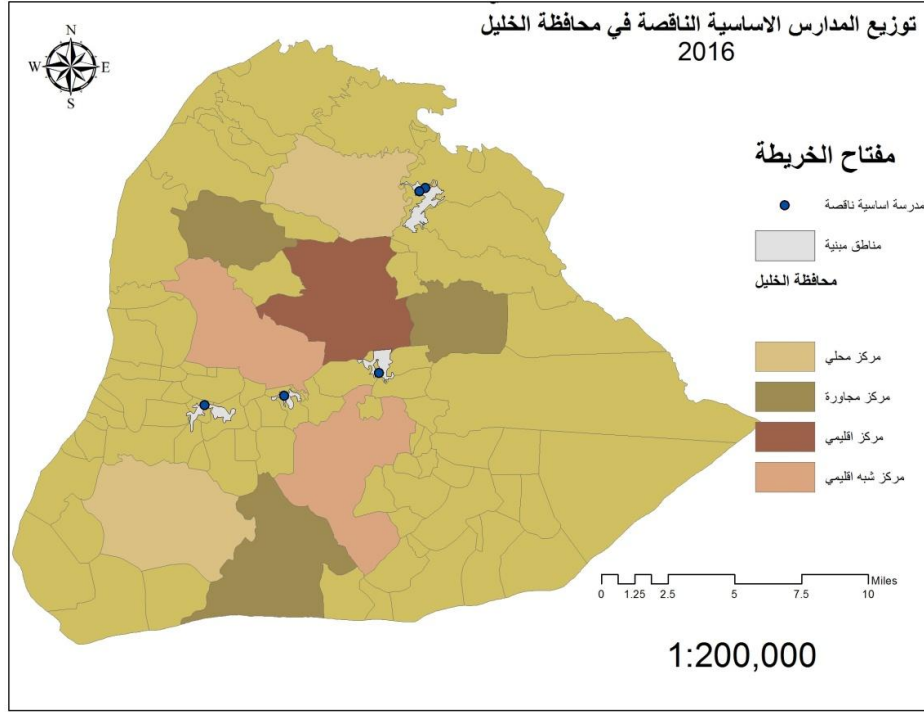 توزيع المدارس الاساسية الناقصة في محافظة الخليل
2016
N
W E
S
مفتاح الخريطة
مدرسة اساسية ناقصة
مناطق مبنية
محافظة الخليل
مركز محلي
مركز مجاورة
مركز اقليمي
مركز شبه اقليمي
Miles
0 1.25 2.5 5 7.5 10
1:200,000